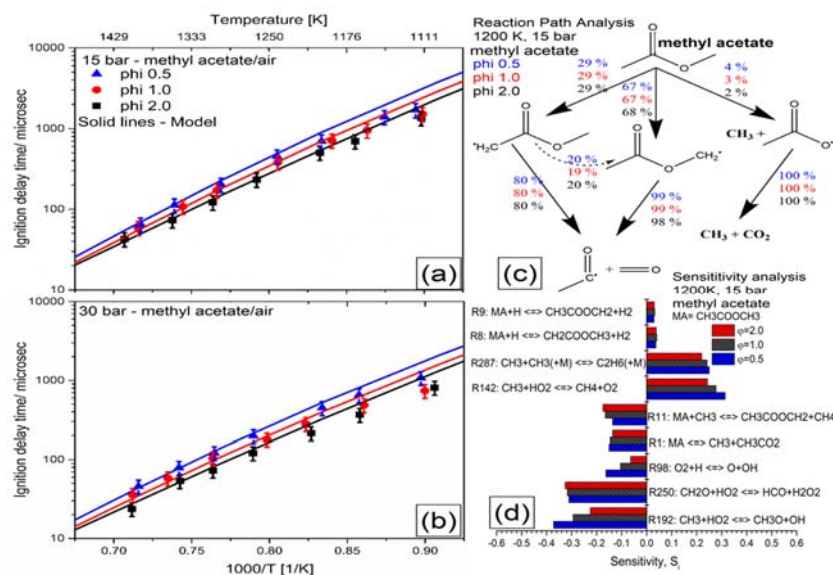 Temperature [K]
1429 1333 1250 1176 1111
10000
15 bar - methyl acetate/air
phi 0.5
phi 1.0
phi 2.0
Solid lines - Model
1000
100
10
Ignition delay time/ microsec
(a)
10000
30 bar - methyl acetate/air
1000
100
10
Ignition delay time/ microsec
(b)
0.70 0.75 0.80 0.85 0.90
1000/T [1/K]
Reaction Path Analysis
1200 K, 15 bar
methyl acetate
phi 0.5
phi 1.0
phi 2.0
methyl acetate
O
O
29 %
29 %
29 %
67 %
67 %
68 %
4 %
3 %
2 %
•H2C
O
O
O
O
CH2•
CH3 +
O
O•
20 %
19 %
20 %
80 %
80 %
80 %
99 %
99 %
98 %
100 %
100 %
100 %
CH3 + CO2
(c)
O
C•
+
O
Sensitivity analysis
1200K, 15 bar
methyl acetate
MA= CH3COOCH3
φ=2.0
φ=1.0
φ=0.5
R9: MA+H <=> CH3COOCH2+H2
R8: MA+H <=> CH2COOCH3+H2
R287: CH3+CH3(+M) <=> C2H6(+M)
R142: CH3+HO2 <=> CH4+O2
R11: MA+CH3 <=> CH3COOCH2+CH4
R1: MA <=> CH3+CH3CO2
R98: O2+H <=> O+OH
R250: CH2O+HO2 <=> HCO+H2O2
R192: CH3+HO2 <=> CH3O+OH
(d)
-0.6 -0.5 -0.4 -0.3 -0.2 -0.1 0.0 0.1 0.2 0.3 0.4 0.5 0.6
Sensitivity, Si